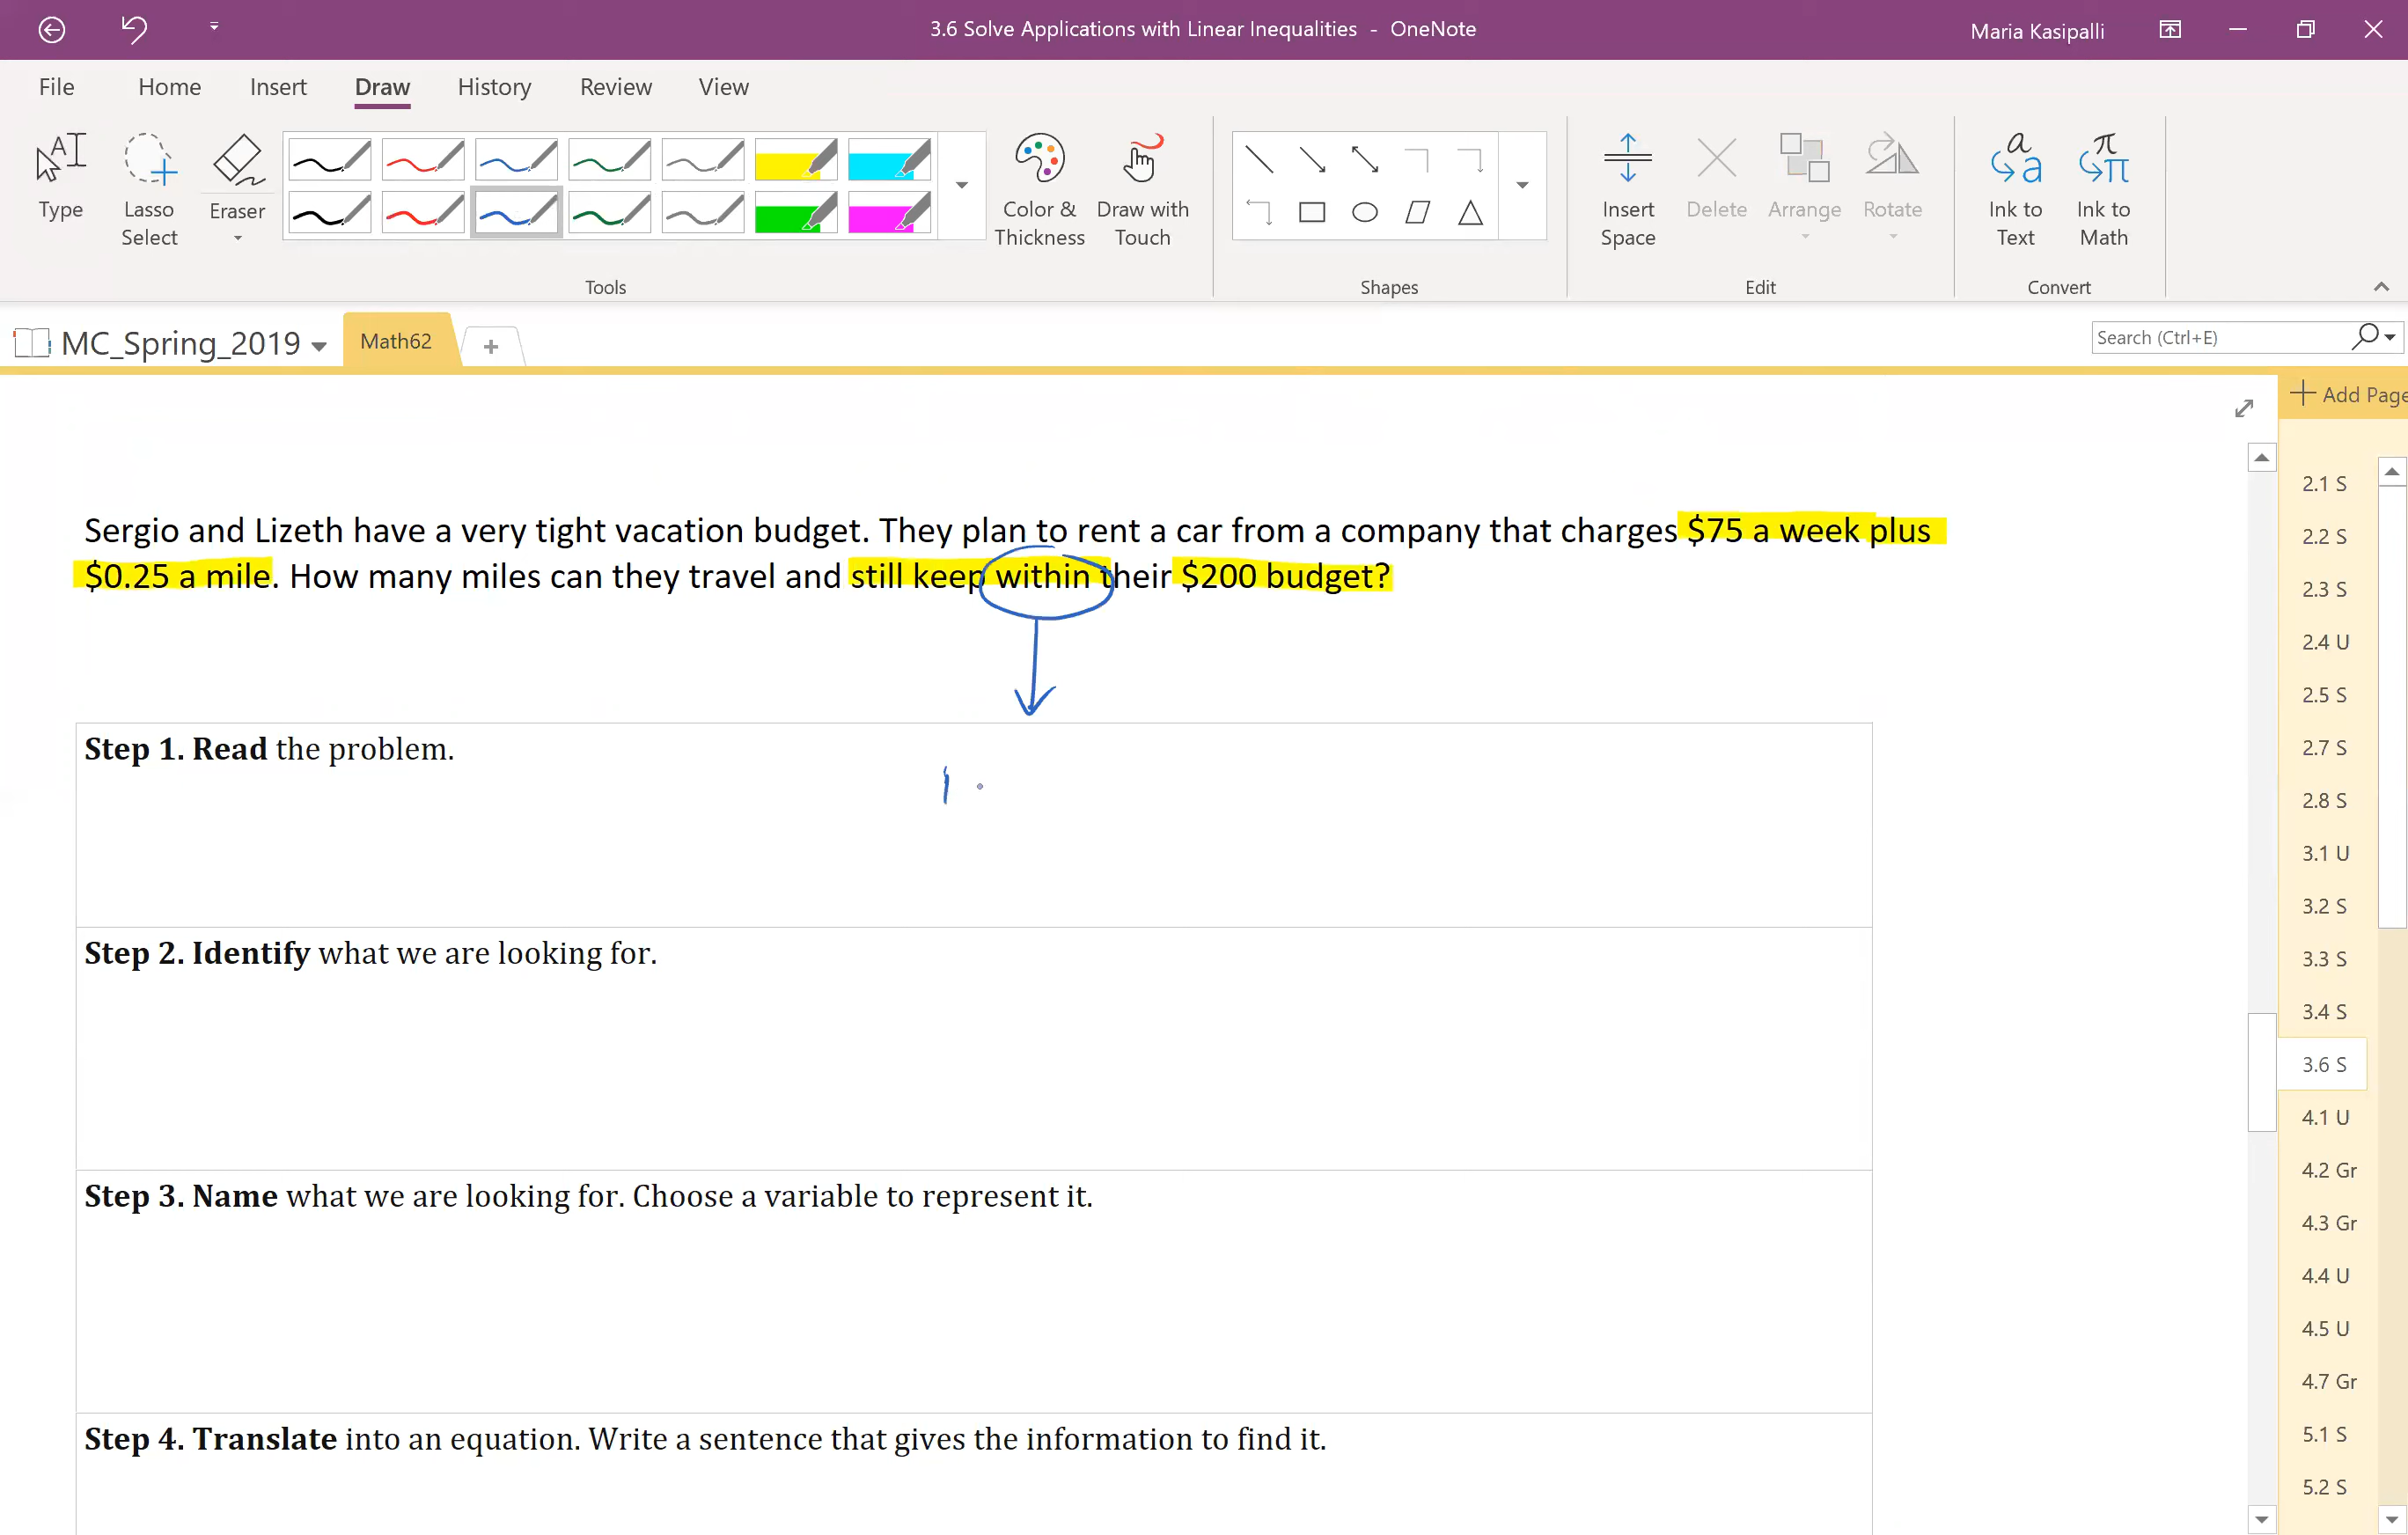 3.6 Solve Applications with Linear Inequalities - OneNote
Maria Kasipalli
File Home Insert Draw History Review View
Type
Lasso Select
Eraser
Color & Thickness
Draw with Touch
Insert Space
Delete
Arrange
Rotate
a
a
Ink to Text
π
π
Ink to Math
Tools
Shapes
Edit
Convert
MC_Spring_2019
Math62
Search (Ctrl+E)
Add Page
Sergio and Lizeth have a very tight vacation budget. They plan to rent a car from a company that charges $75 a week plus
$0.25 a mile. How many miles can they travel and still keep within their $200 budget?
Step 1. Read the problem.
Step 2. Identify what we are looking for.
Step 3. Name what we are looking for. Choose a variable to represent it.
Step 4. Translate into an equation. Write a sentence that gives the information to find it.
2.1 S
2.2 S
2.3 S
2.4 U
2.5 S
2.7 S
2.8 S
3.1 U
3.2 S
3.3 S
3.4 S
3.6 S
4.1 U
4.2 Gr
4.3 Gr
4.4 U
4.5 U
4.7 Gr
5.1 S
5.2 S